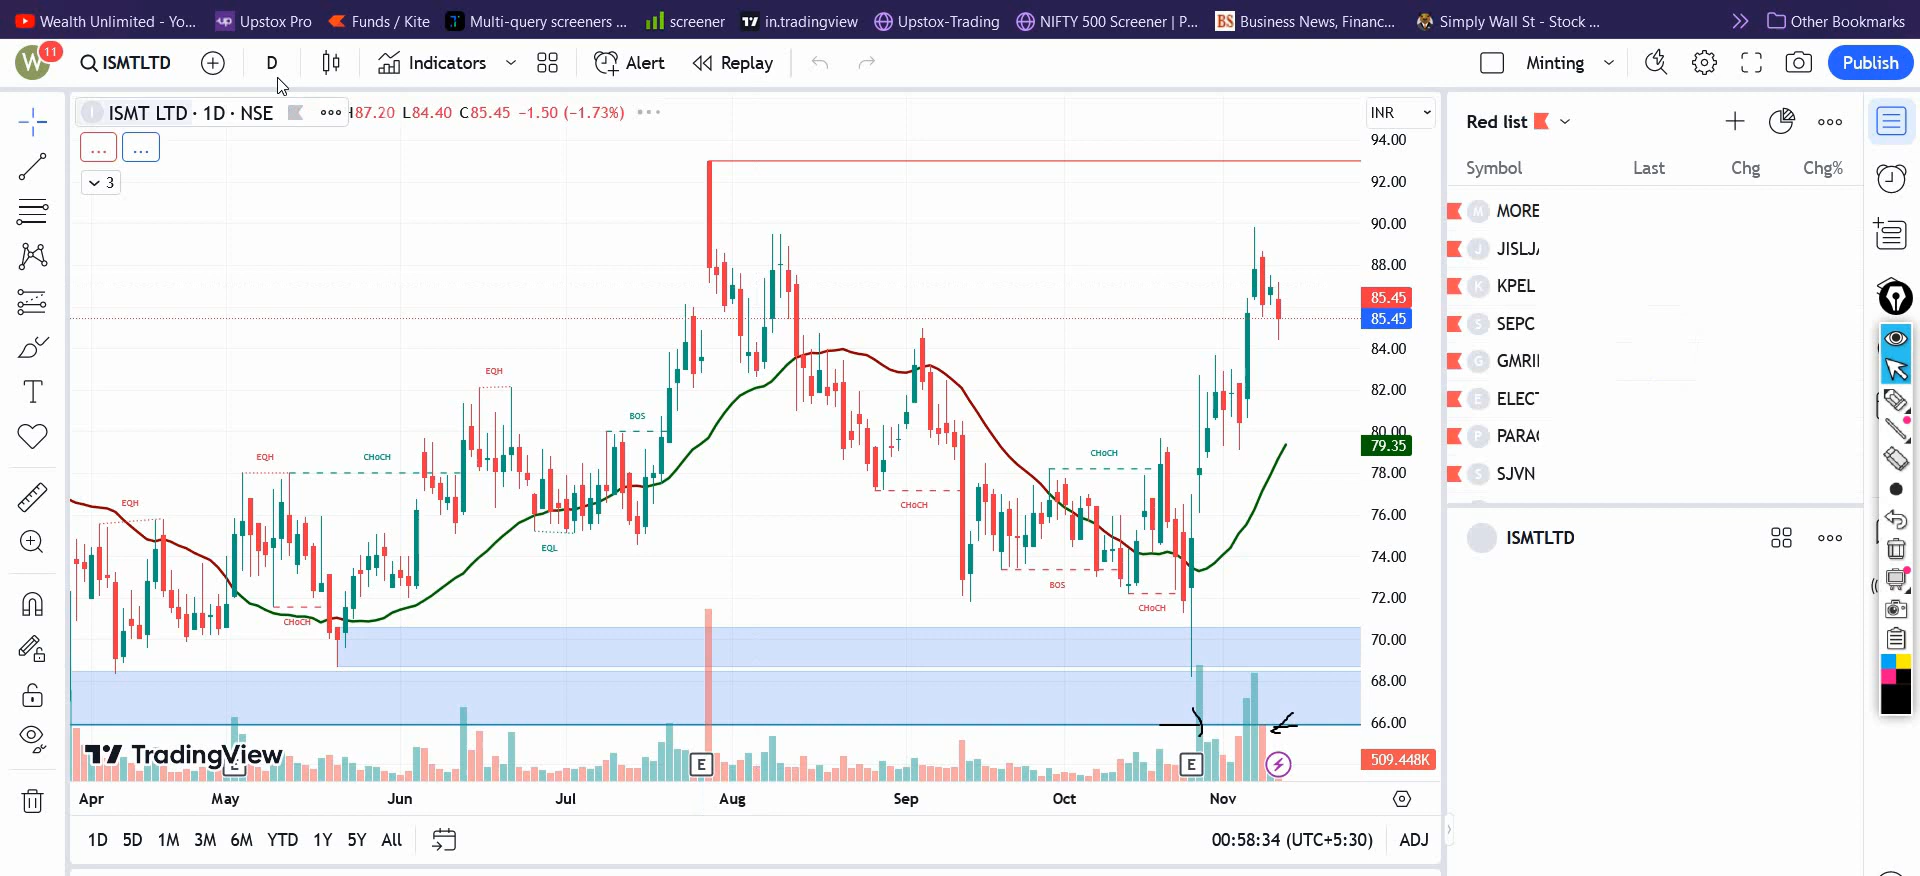 Wealth Unlimited - Yo...
up Upstox Pro
Funds / Kite
Multi-query screeners ...
screener
in.tradingview
Upstox-Trading
NIFTY 500 Screener | P...
BS Business News, Financ...
Simply Wall St - Stock ...
Other Bookmarks
W 11
ISMTLTD
D
Indicators
Alert
Replay
Minting
Publish
I ISMT LTD · 1D · NSE
H87.20 L84.40 C85.45 −1.50 (−1.73%)
INR
...
...
3
94.00
92.00
90.00
88.00
85.45
85.45
84.00
82.00
80.00
79.35
78.00
76.00
74.00
72.00
70.00
68.00
66.00
509.448K
EQH
EQH
CHoCH
CHoCH
EQH
EQL
BOS
CHoCH
BOS
CHoCH
CHoCH
TradingView
E
E
E
Apr
May
Jun
Jul
Aug
Sep
Oct
Nov
1D
5D
1M
3M
6M
YTD
1Y
5Y
All
00:58:34 (UTC+5:30)
ADJ
Red list
Symbol
Last
Chg
Chg%
M MORE
J JISLJ
K KPEL
S SEPC
G GMRI
E ELEC
P PARA
S SJVN
ISMTLTD
T